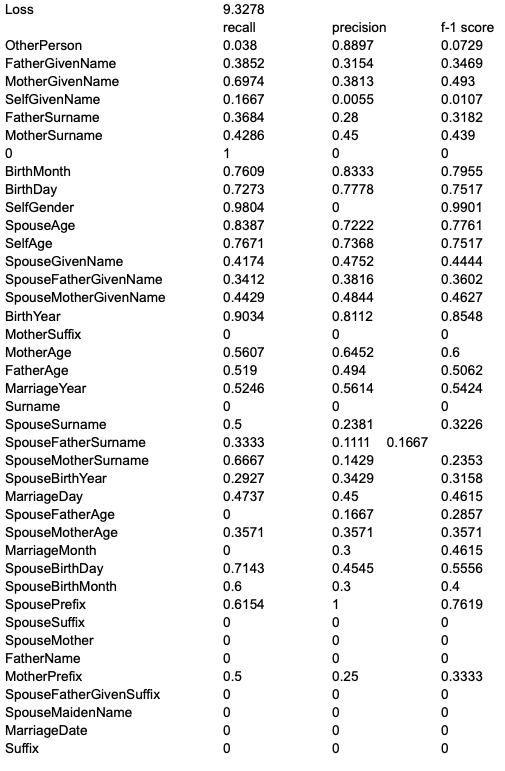 Loss 9.3278
recall precision f-1 score
OtherPerson 0.038 0.8897 0.0729
FatherGivenName 0.3852 0.3154 0.3469
MotherGivenName 0.6974 0.3813 0.493
SelfGivenName 0.1667 0.0055 0.0107
FatherSurname 0.3684 0.28 0.3182
MotherSurname 0.4286 0.45 0.439
0 1 0 0
BirthMonth 0.7609 0.8333 0.7955
BirthDay 0.7273 0.7778 0.7517
SelfGender 0.9804 0 0.9901
SpouseAge 0.8387 0.7222 0.7761
SelfAge 0.7671 0.7368 0.7517
SpouseGivenName 0.4174 0.4752 0.4444
SpouseFatherGivenName 0.3412 0.3816 0.3602
SpouseMotherGivenName 0.4429 0.4844 0.4627
BirthYear 0.9034 0.8112 0.8548
MotherSuffix 0 0 0
MotherAge 0.5607 0.6452 0.6
FatherAge 0.519 0.494 0.5062
MarriageYear 0.5246 0.5614 0.5424
Surname 0 0 0
SpouseSurname 0.5 0.2381 0.3226
SpouseFatherSurname 0.3333 0.1111 0.1667
SpouseMotherSurname 0.6667 0.1429 0.2353
SpouseBirthYear 0.2927 0.3429 0.3158
MarriageDay 0.4737 0.45 0.4615
SpouseFatherAge 0 0.1667 0.2857
SpouseMotherAge 0.3571 0.3571 0.3571
MarriageMonth 0 0.3 0.4615
SpouseBirthDay 0.7143 0.4545 0.5556
SpouseBirthMonth 0.6 0.3 0.4
SpousePrefix 0.6154 1 0.7619
SpouseSuffix 0 0 0
SpouseMother 0 0 0
FatherName 0 0 0
MotherPrefix 0.5 0.25 0.3333
SpouseFatherGivenSuffix 0 0 0
SpouseMaidenName 0 0 0
MarriageDate 0 0 0
Suffix 0 0 0